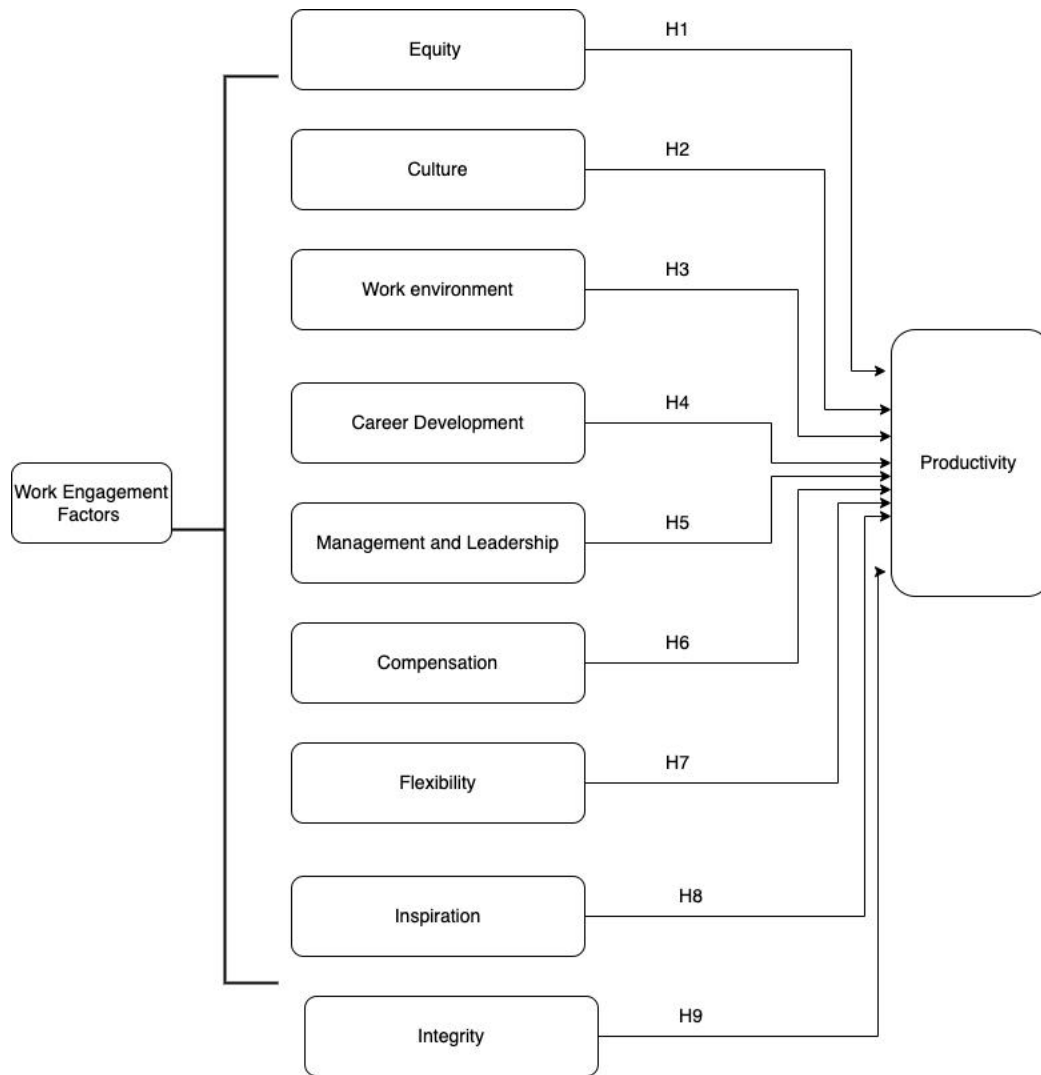 Equity
H1
Culture
H2
Work environment
H3
Career Development
H4
Productivity
Work Engagement
Factors
Management and Leadership
H5
Compensation
H6
Flexibility
H7
Inspiration
H8
Integrity
H9